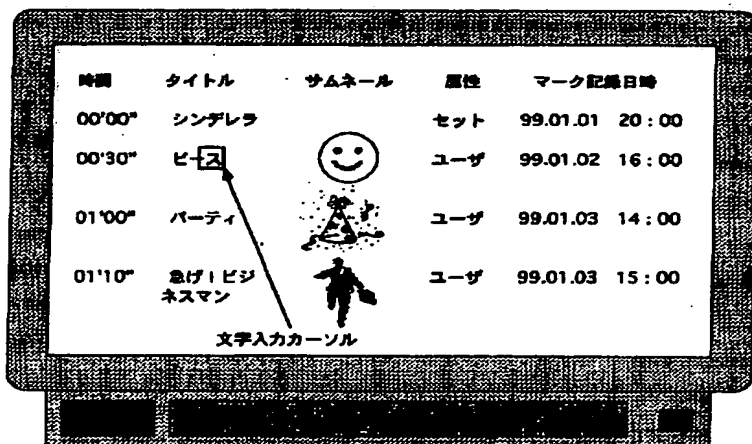 時間 タイトル サムネール 属性 マーク記録日時
00'00" シンデレラ セット 99.01.01 20:00
00'30" ピース ユーザ 99.01.02 16:00
01'00" パーティ ユーザ 99.01.03 14:00
01'10" 急げ!ビジ ユーザ 99.01.03 15:00
ネスマン
文字入力カーソル